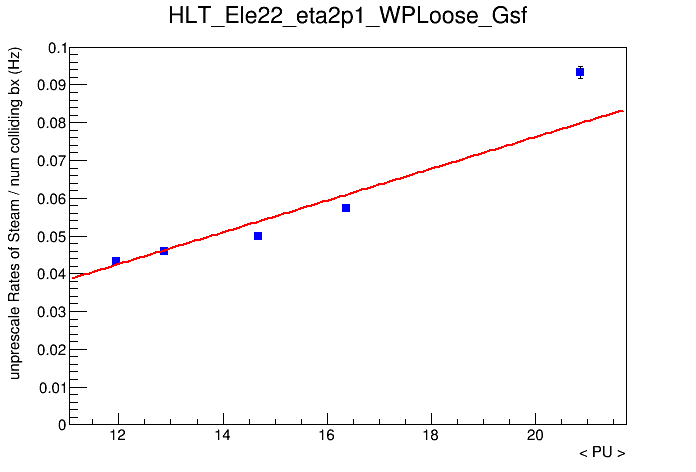 HLT_Ele22_eta2p1_WPLoose_Gsf
unprescale Rates of Steam / num colliding bx (Hz)
0.1
0.09
0.08
0.07
0.06
0.05
0.04
0.03
0.02
0.01
0
12 14 16 18 20
< PU >